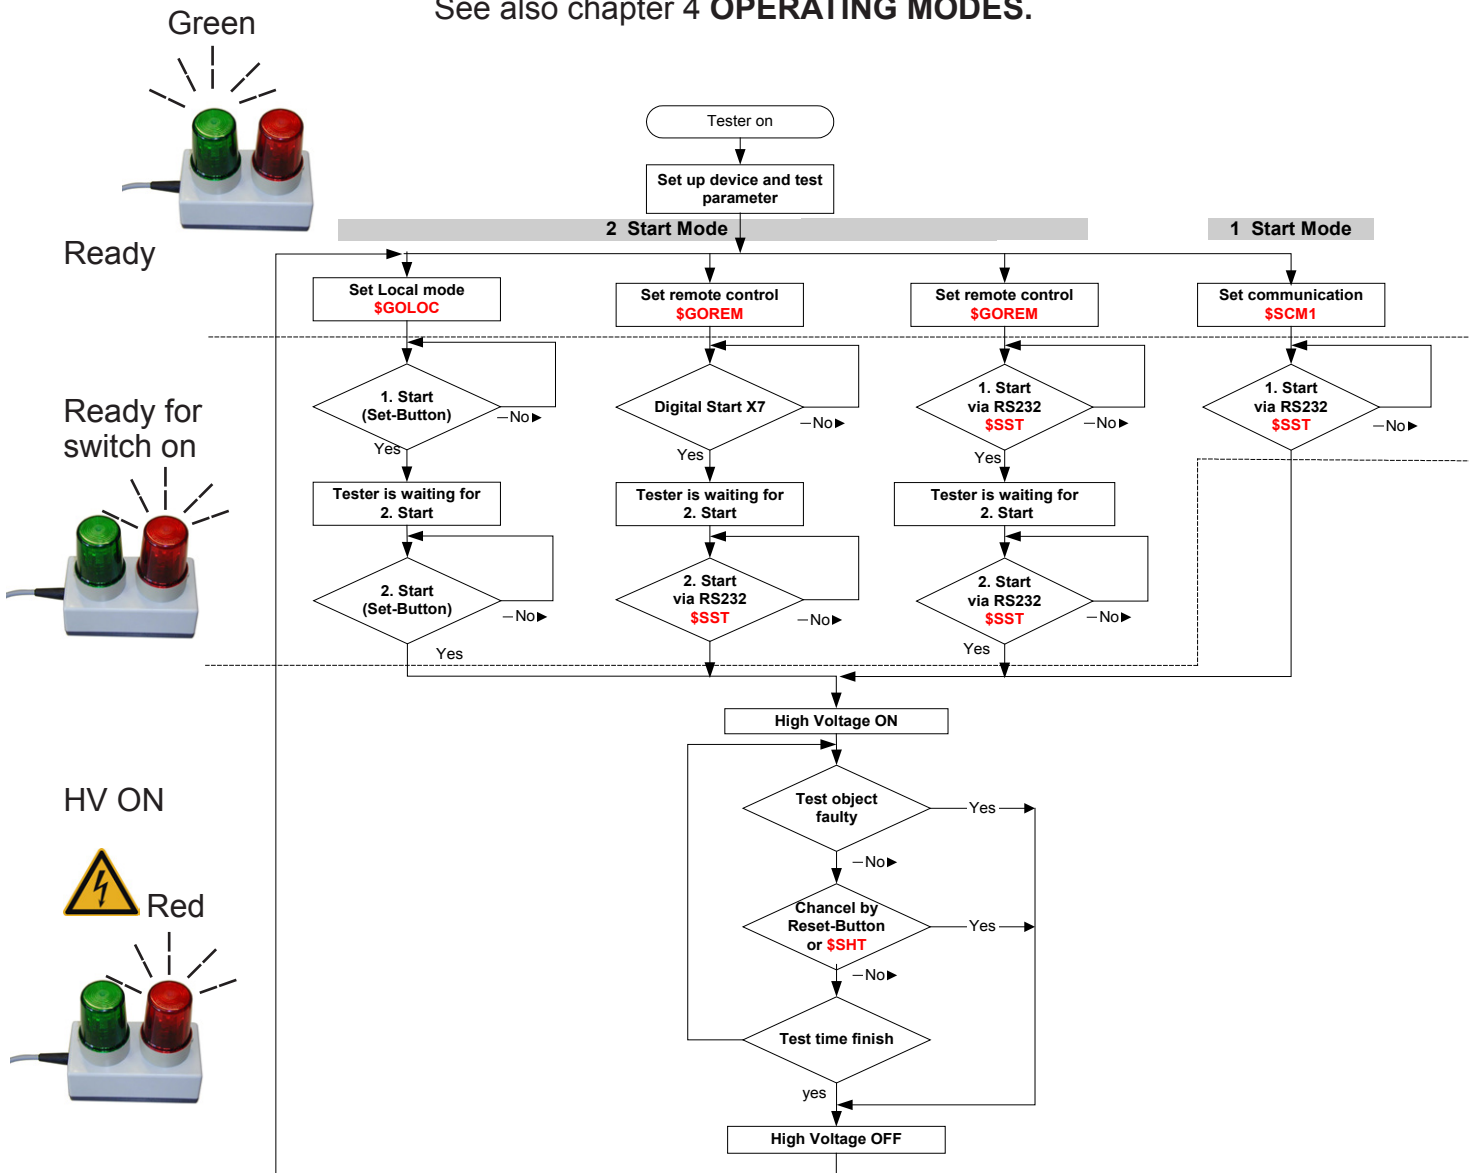 See also chapter 4 OPERATING MODES.
Green
Tester on
Set up device and test
parameter
2 Start Mode
1 Start Mode
Ready
Set Local mode
$GOLOC
Set remote control
$GOREM
Set remote control
$GOREM
Set communication
$SCM1
Ready for
switch on
1. Start
(Set-Button)
No
Yes
Digital Start X7
No
Yes
1. Start
via RS232
$SST
No
Yes
1. Start
via RS232
$SST
No
Tester is waiting for
2. Start
Tester is waiting for
2. Start
Tester is waiting for
2. Start
2. Start
(Set-Button)
No
Yes
2. Start
via RS232
$SST
No
2. Start
via RS232
$SST
No
Yes
High Voltage ON
HV ON
Test object
faulty
Yes
No
Red
Chancel by
Reset-Button
or $SHT
Yes
No
Test time finish
yes
High Voltage OFF